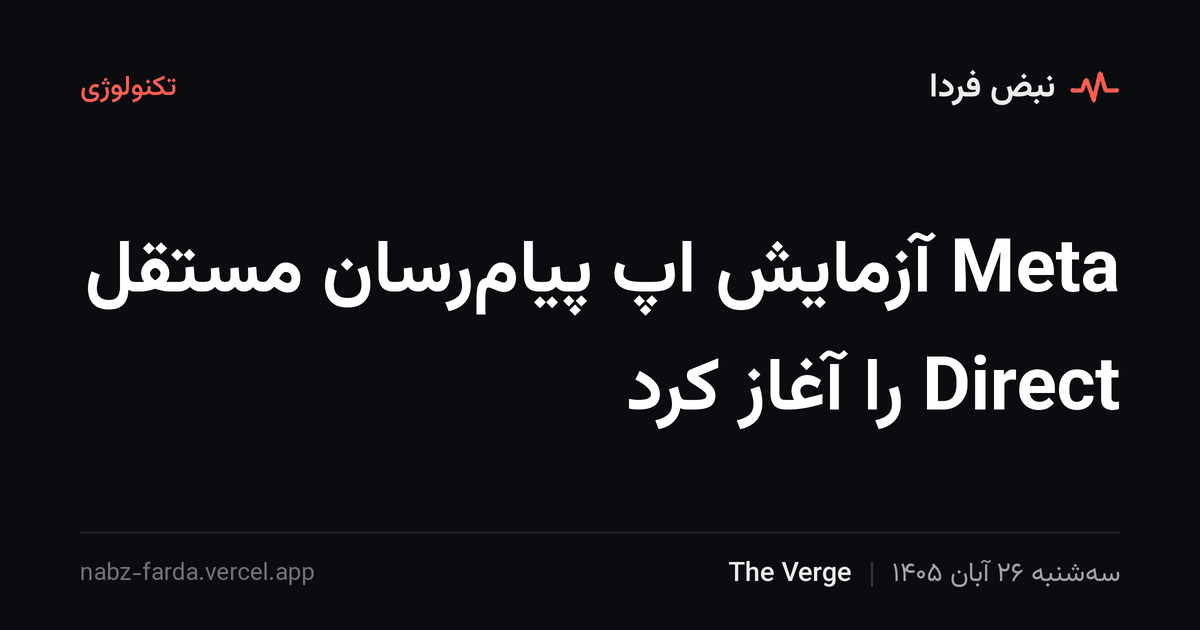 نبض فردا
تکنولوژی
Meta آزمایش اپ پیام‌رسان مستقل
Direct را آغاز کرد
سه‌شنبه ۲۶ آبان ۱۴۰۵ | The Verge
nabz-farda.vercel.app